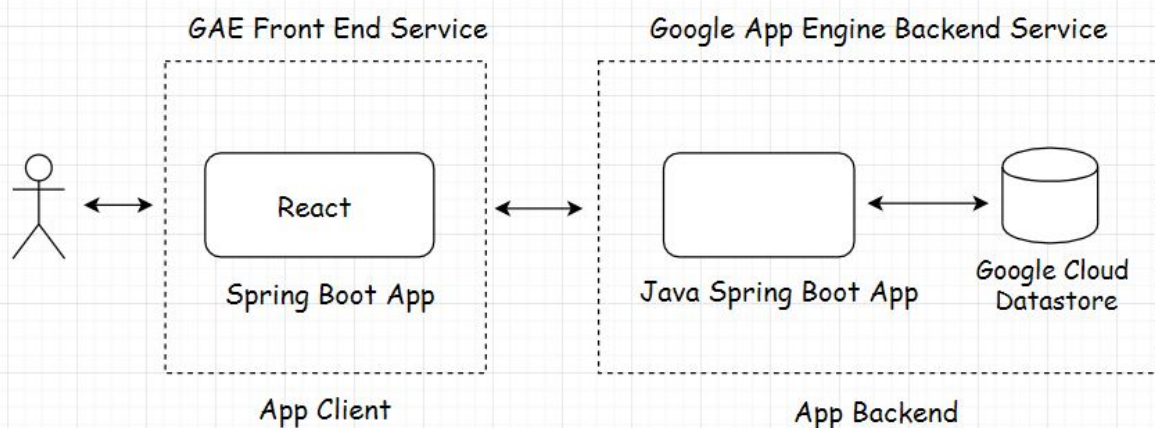 GAE Front End Service
Google App Engine Backend Service
React
Spring Boot App
Java Spring Boot App
Google Cloud
Datastore
App Client
App Backend